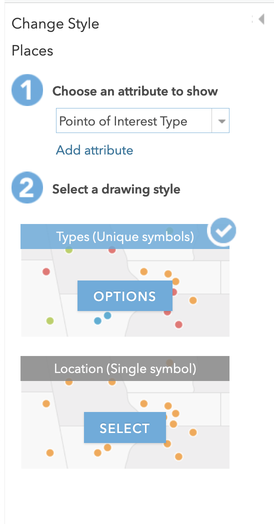 Change Style
Places
1 Choose an attribute to show
Pointo of Interest Type
Add attribute
2 Select a drawing style
Types (Unique symbols)
OPTIONS
Location (Single symbol)
SELECT